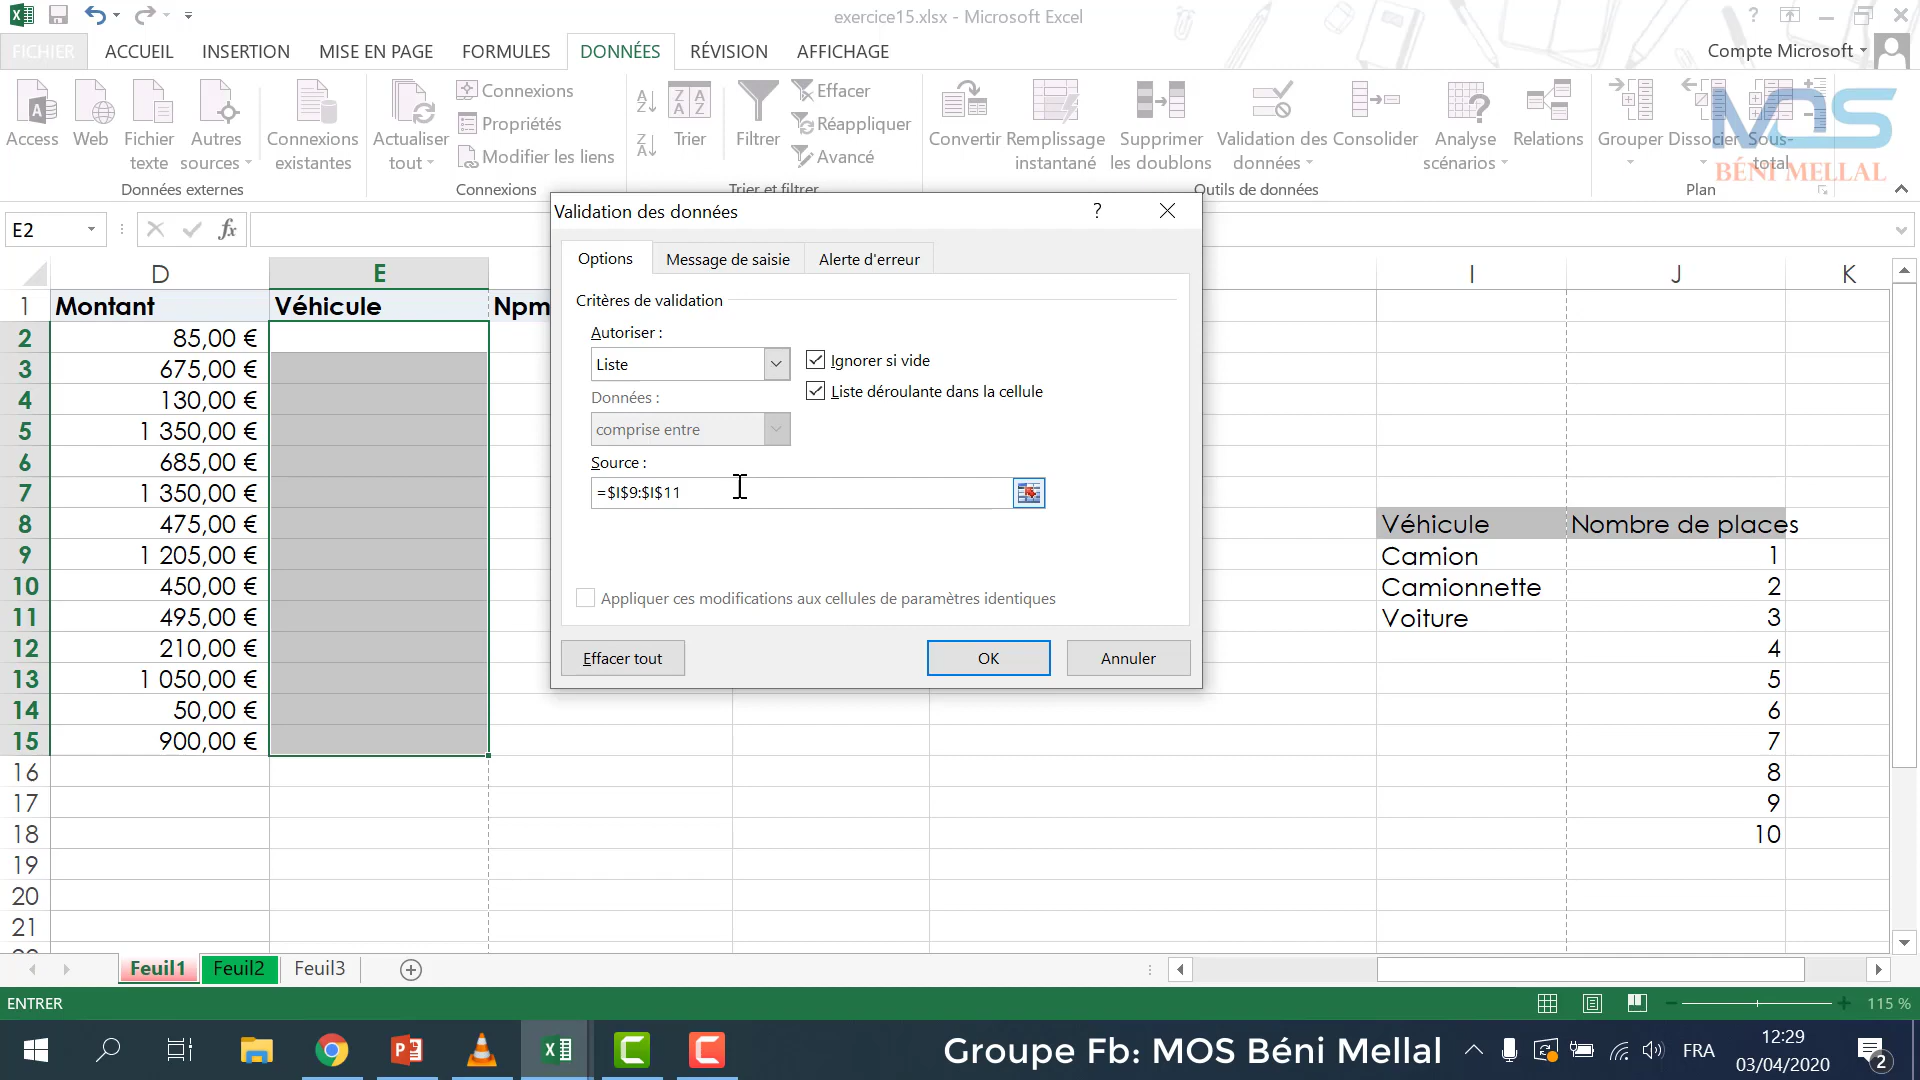 exercice15.xlsx - Microsoft Excel
FICHIER ACCUEIL INSERTION MISE EN PAGE FORMULES DONNÉES RÉVISION AFFICHAGE Compte Microsoft
Access Web Fichier texte Autres sources Connexions existantes Actualiser tout
Connexions
Propriétés
Modifier les liens
Trier Filtrer
Effacer
Réappliquer
Avancé
Convertir Remplissage instantané Supprimer les doublons Validation des données Consolider Analyse scénarios Relations Grouper Dissocier Sous-total
MOS
BÉNI MELLAL
Données externes Connexions Trier et filtrer Outils de données Plan
E2
fx
Validation des données ?
Options Message de saisie Alerte d'erreur
Critères de validation
Autoriser :
Liste
Ignorer si vide
Données :
Liste déroulante dans la cellule
comprise entre
Source :
=$I$9:$I$11
Appliquer ces modifications aux cellules de paramètres identiques
Effacer tout OK Annuler
D E I J K
1 Montant Véhicule Npm
2 85,00 €
3 675,00 €
4 130,00 €
5 1 350,00 €
6 685,00 €
7 1 350,00 €
8 475,00 € Véhicule Nombre de places
9 1 205,00 € Camion 1
10 450,00 € Camionnette 2
11 495,00 € Voiture 3
12 210,00 € 4
13 1 050,00 € 5
14 50,00 € 6
15 900,00 € 7
16 8
17 9
18 10
19
20
21
Feuil1 Feuil2 Feuil3
ENTRER 115 %
Groupe Fb: MOS Béni Mellal
FRA
12:29
03/04/2020
2